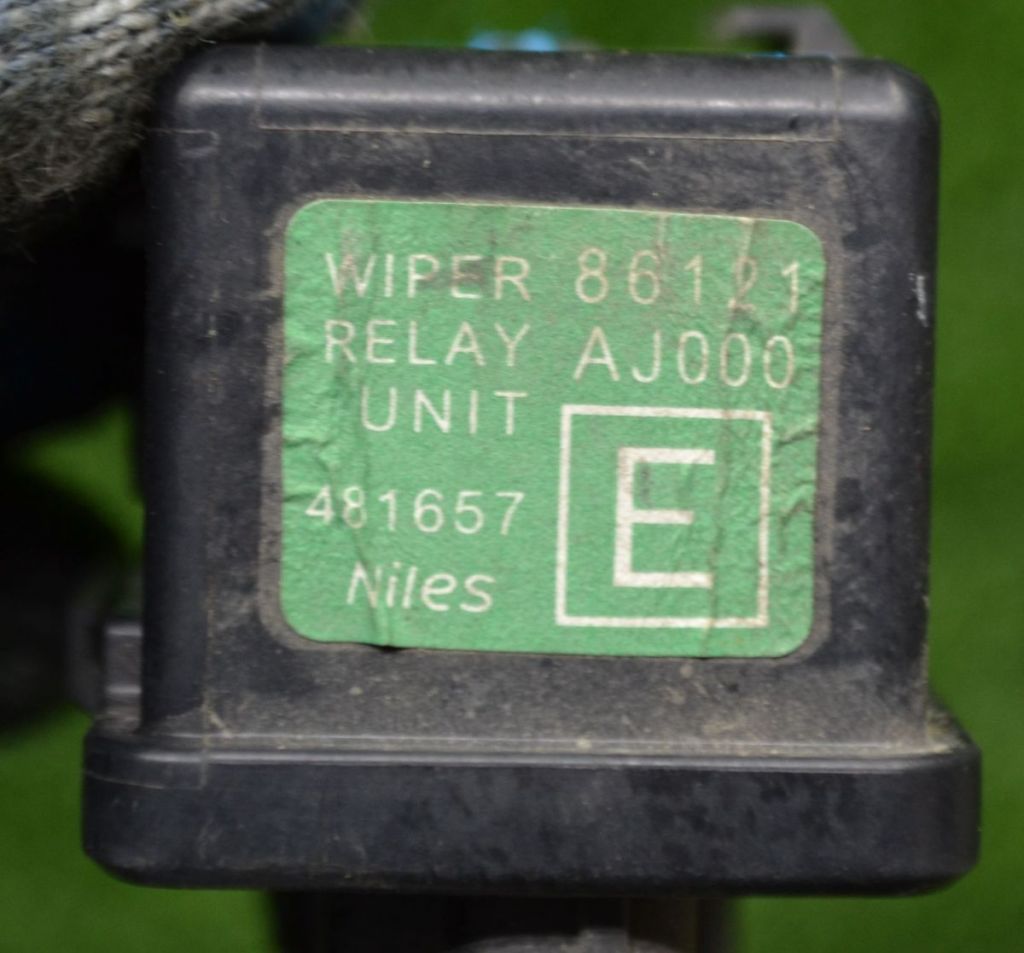 WIPER 86121
RELAY AJ000
UNIT
481657
Niles
E